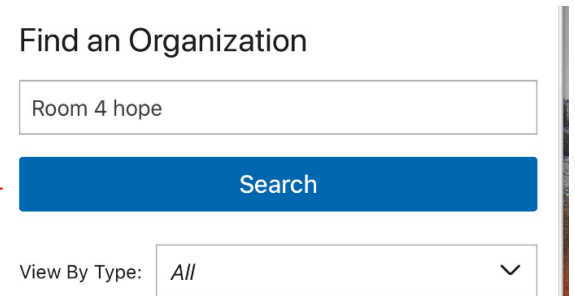 Find an Organization
Room 4 hope
Search
View By Type: All